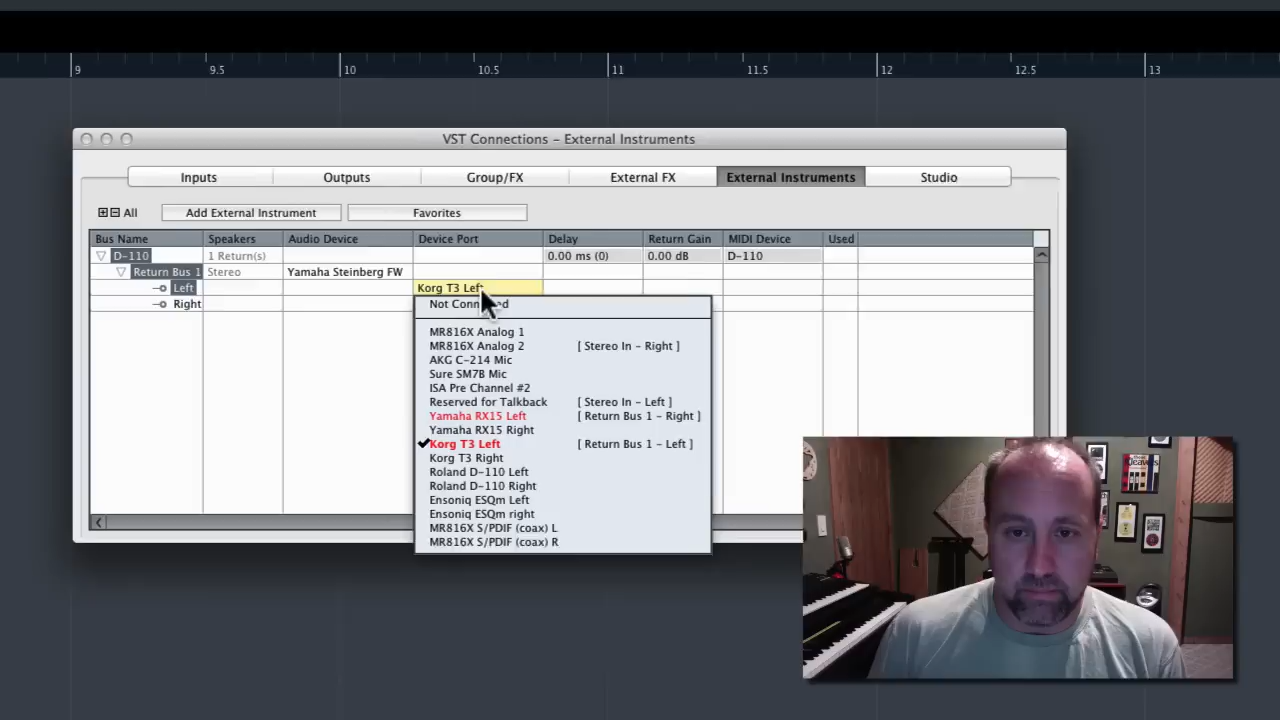 9 9.5 10 10.5 11 11.5 12 12.5 13
VST Connections – External Instruments
Inputs Outputs Group/FX External FX External Instruments Studio
All Add External Instrument Favorites
Bus Name Speakers Audio Device Device Port Delay Return Gain MIDI Device Used
D-110 1 Return(s) 0.00 ms (0) 0.00 dB D-110
Return Bus 1 Stereo Yamaha Steinberg FW
Left Korg T3 Left
Right
MR816X Analog 1
MR816X Analog 2 [ Stereo In – Right ]
AKG C-214 Mic
Sure SM7B Mic
ISA Pre Channel #2
Reserved for Talkback [ Stereo In – Left ]
Yamaha RX15 Left [ Return Bus 1 – Right ]
Yamaha RX15 Right
Korg T3 Left [ Return Bus 1 – Left ]
Korg T3 Right
Roland D-110 Left
Roland D-110 Right
Ensoniq ESQm Left
Ensoniq ESQm right
MR816X S/PDIF (coax) L
MR816X S/PDIF (coax) R